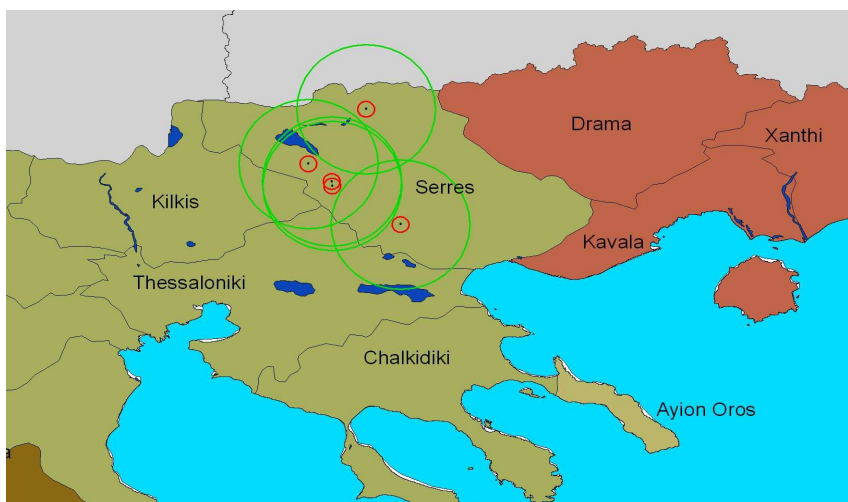 Drama
Xanthi
Serres
Kilkis
Kavala
Thessaloniki
Chalkidiki
Ayion Oros
a